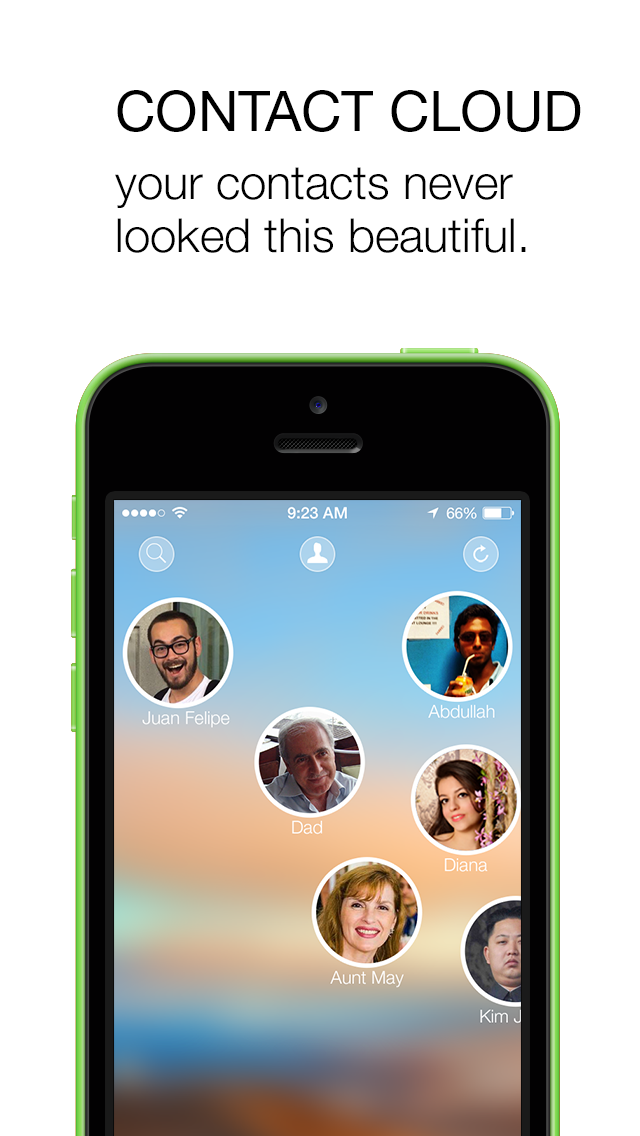 CONTACT CLOUD
your contacts never
looked this beautiful.
9:23 AM
66%
Juan Felipe
Abdullah
Dad
Diana
Aunt May
Kim J